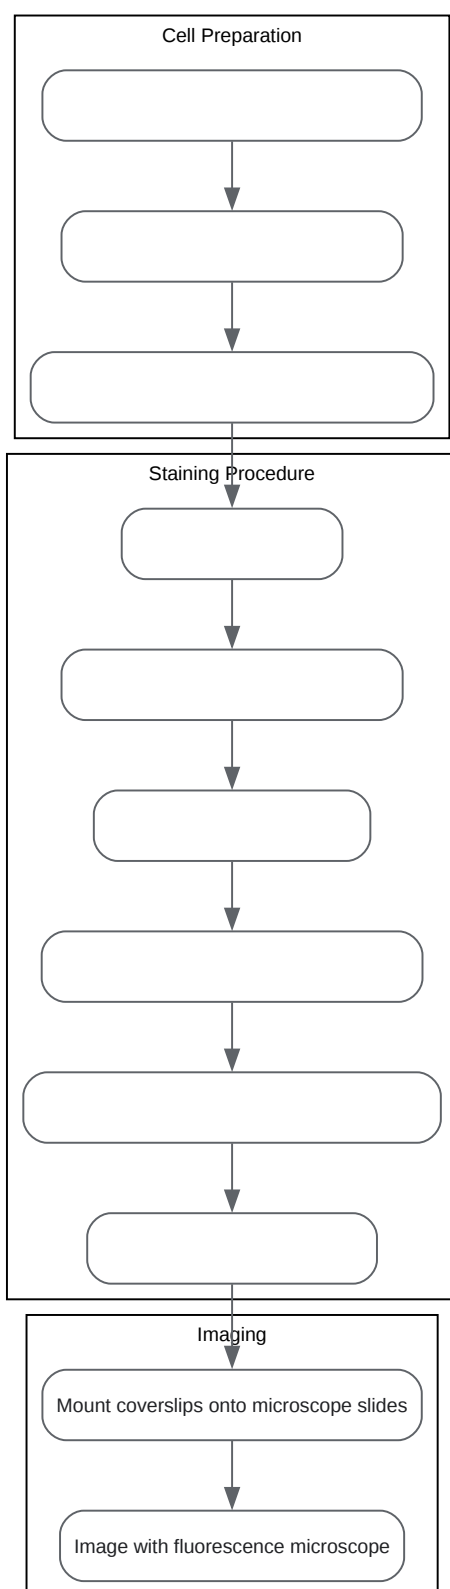 Cell Preparation
Staining Procedure
Imaging
Mount coverslips onto microscope slides
Image with fluorescence microscope